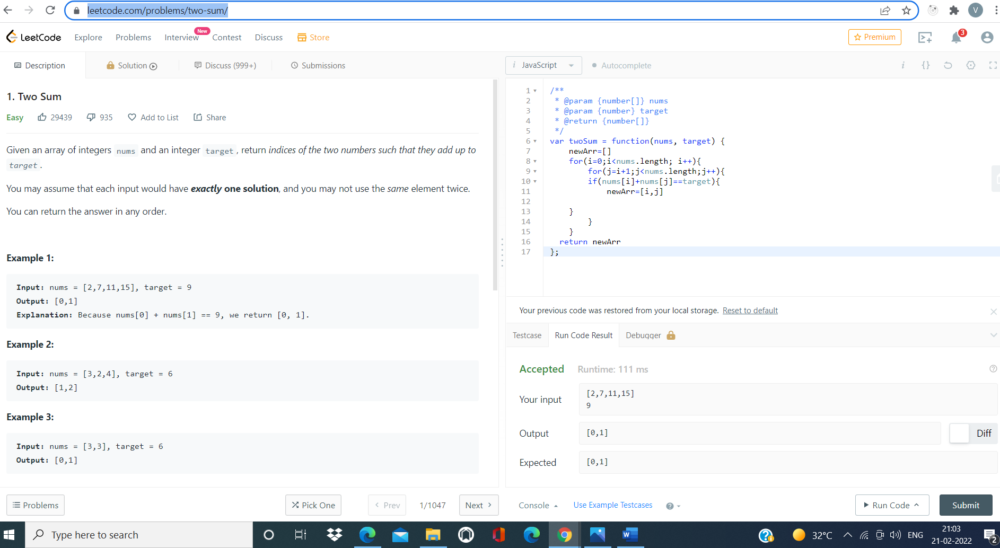 leetcode.com/problems/two-sum/
V
LeetCode Explore Problems Interview New Contest Discuss Store
Premium 3
Description Solution Discuss (999+) Submissions
1. Two Sum
Easy 29439 935 Add to List Share
Given an array of integers nums and an integer target, return indices of the two numbers such that they add up to
target.
You may assume that each input would have exactly one solution, and you may not use the same element twice.
You can return the answer in any order.
Example 1:
Input: nums = [2,7,11,15], target = 9
Output: [0,1]
Explanation: Because nums[0] + nums[1] == 9, we return [0, 1].
Example 2:
Input: nums = [3,2,4], target = 6
Output: [1,2]
Example 3:
Input: nums = [3,3], target = 6
Output: [0,1]
Problems Pick One < Prev 1/1047 Next >
i JavaScript Autocomplete i {}
1 /**
2 * @param {number[]} nums
3 * @param {number} target
4 * @return {number[]}
5 */
6 var twoSum = function(nums, target) {
7 newArr=[]
8 for(i=0;i<nums.length; i++){
9 for(j=i+1;j<nums.length;j++){
10 if(nums[i]+nums[j]==target){
11 newArr=[i,j]
12
13 }
14 }
15 }
16 return newArr
17 };
Your previous code was restored from your local storage. Reset to default
Testcase Run Code Result Debugger
Accepted Runtime: 111 ms
Your input
[2,7,11,15]
9
Output [0,1] Diff
Expected [0,1]
Console Use Example Testcases Run Code Submit
Type here to search
32°C ENG
21:03
21-02-2022
2